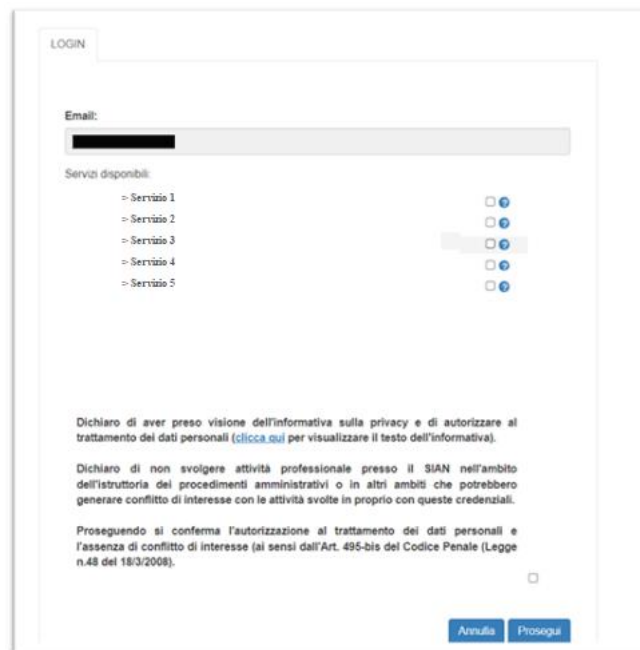 LOGIN
Email:
Servizi disponibili:
=> Servizio 1
=> Servizio 2
=> Servizio 3
=> Servizio 4
=> Servizio 5
Dichiaro di aver preso visione dell'informativa sulla privacy e di autorizzare al
trattamento dei dati personali (clicca qui per visualizzare il testo dell'informativa).
Dichiaro di non svolgere attività professionale presso il SIAN nell'ambito
dell'istruttoria dei procedimenti amministrativi o in altri ambiti che potrebbero
generare conflitto di interesse con le attività svolte in proprio con queste credenziali.
Proseguendo si conferma l'autorizzazione al trattamento dei dati personali e
l'assenza di conflitto di interesse (ai sensi dall'Art. 495-bis del Codice Penale (Legge
n.48 del 18/3/2008).
Annulla Prosegui